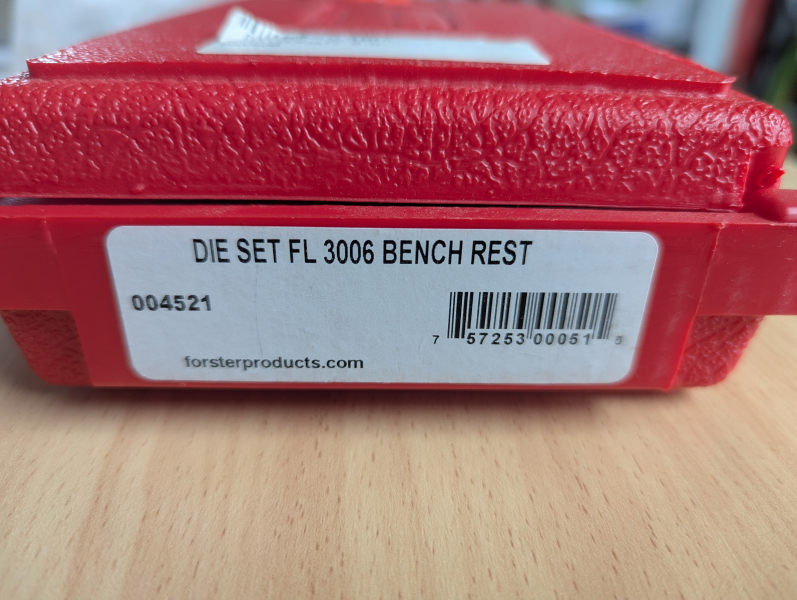 DIE SET FL 3006 BENCH REST
004521
7 57253 00051 5
forsterproducts.com